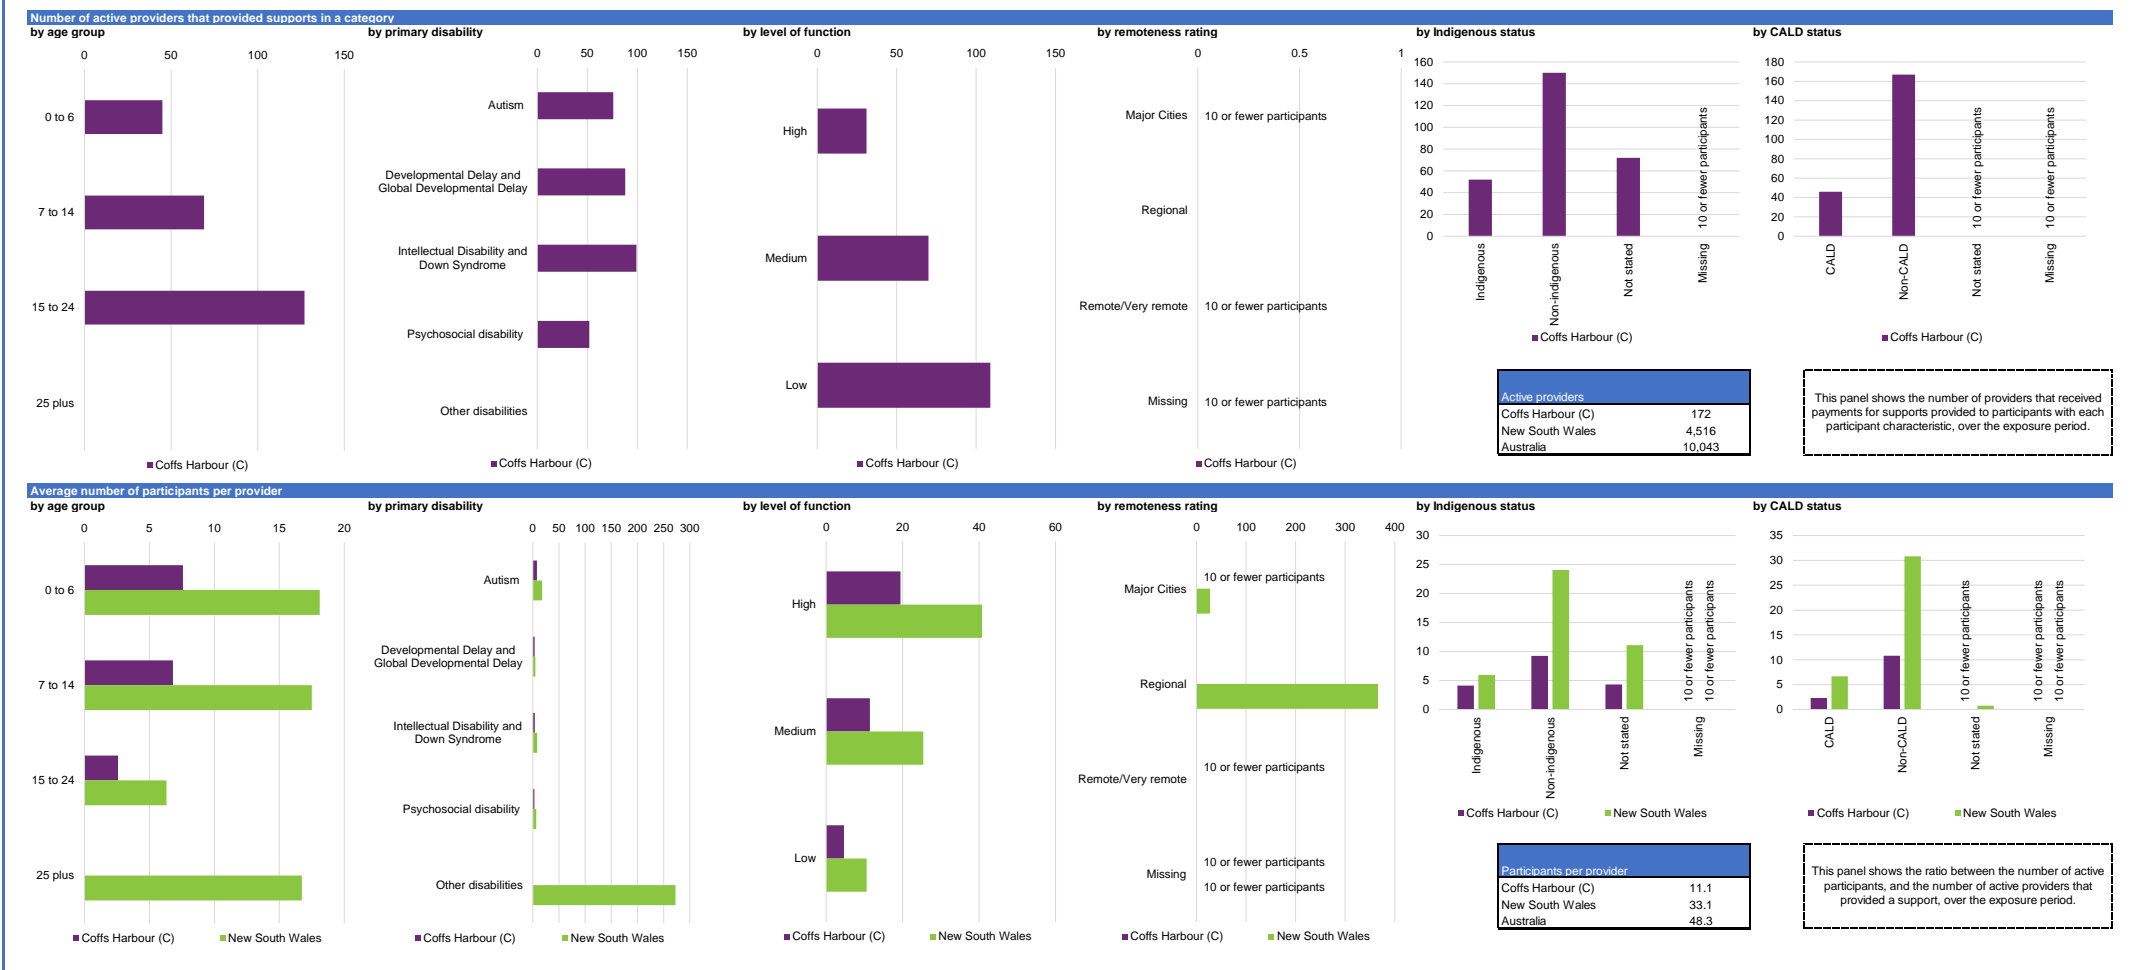 Number of active providers that provided supports in a category
by age group
0 50 100 150
0 to 6
7 to 14
15 to 24
25 plus
Coffs Harbour (C)
by primary disability
0 50 100 150
Autism
Developmental Delay and
Global Developmental Delay
Intellectual Disability and
Down Syndrome
Psychosocial disability
Other disabilities
Coffs Harbour (C)
by level of function
0 50 100 150
High
Medium
Low
Coffs Harbour (C)
by remoteness rating
0 0.5 1
Major Cities 10 or fewer participants
Regional
Remote/Very remote 10 or fewer participants
Missing 10 or fewer participants
Coffs Harbour (C)
by Indigenous status
160
140
120
100
80
60
40
20
0
10 or fewer participants
Indigenous
Non-indigenous
Not stated
Missing
Coffs Harbour (C)
by CALD status
180
160
140
120
100
80
60
40
20
0
10 or fewer participants
10 or fewer participants
CALD
Non-CALD
Not stated
Missing
Coffs Harbour (C)
Active providers
Coffs Harbour (C) 172
New South Wales 4,516
Australia 10,043
This panel shows the number of providers that received
payments for supports provided to participants with each
participant characteristic, over the exposure period.
Average number of participants per provider
by age group
0 5 10 15 20
0 to 6
7 to 14
15 to 24
25 plus
Coffs Harbour (C) New South Wales
by primary disability
0 50 100 150 200 250 300
Autism
Developmental Delay and
Global Developmental Delay
Intellectual Disability and
Down Syndrome
Psychosocial disability
Other disabilities
Coffs Harbour (C) New South Wales
by level of function
0 20 40 60
High
Medium
Low
Coffs Harbour (C) New South Wales
by remoteness rating
0 100 200 300 400
10 or fewer participants
Major Cities
Regional
10 or fewer participants
Remote/Very remote
10 or fewer participants
Missing
10 or fewer participants
Coffs Harbour (C) New South Wales
by Indigenous status
30
25
20
15
10
5
0
10 or fewer participants
10 or fewer participants
Indigenous
Non-indigenous
Not stated
Missing
Coffs Harbour (C) New South Wales
by CALD status
35
30
25
20
15
10
5
0
10 or fewer participants
10 or fewer participants
10 or fewer participants
CALD
Non-CALD
Not stated
Missing
Coffs Harbour (C) New South Wales
Participants per provider
Coffs Harbour (C) 11.1
New South Wales 33.1
Australia 48.3
This panel shows the ratio between the number of active
participants, and the number of active providers that
provided a support, over the exposure period.